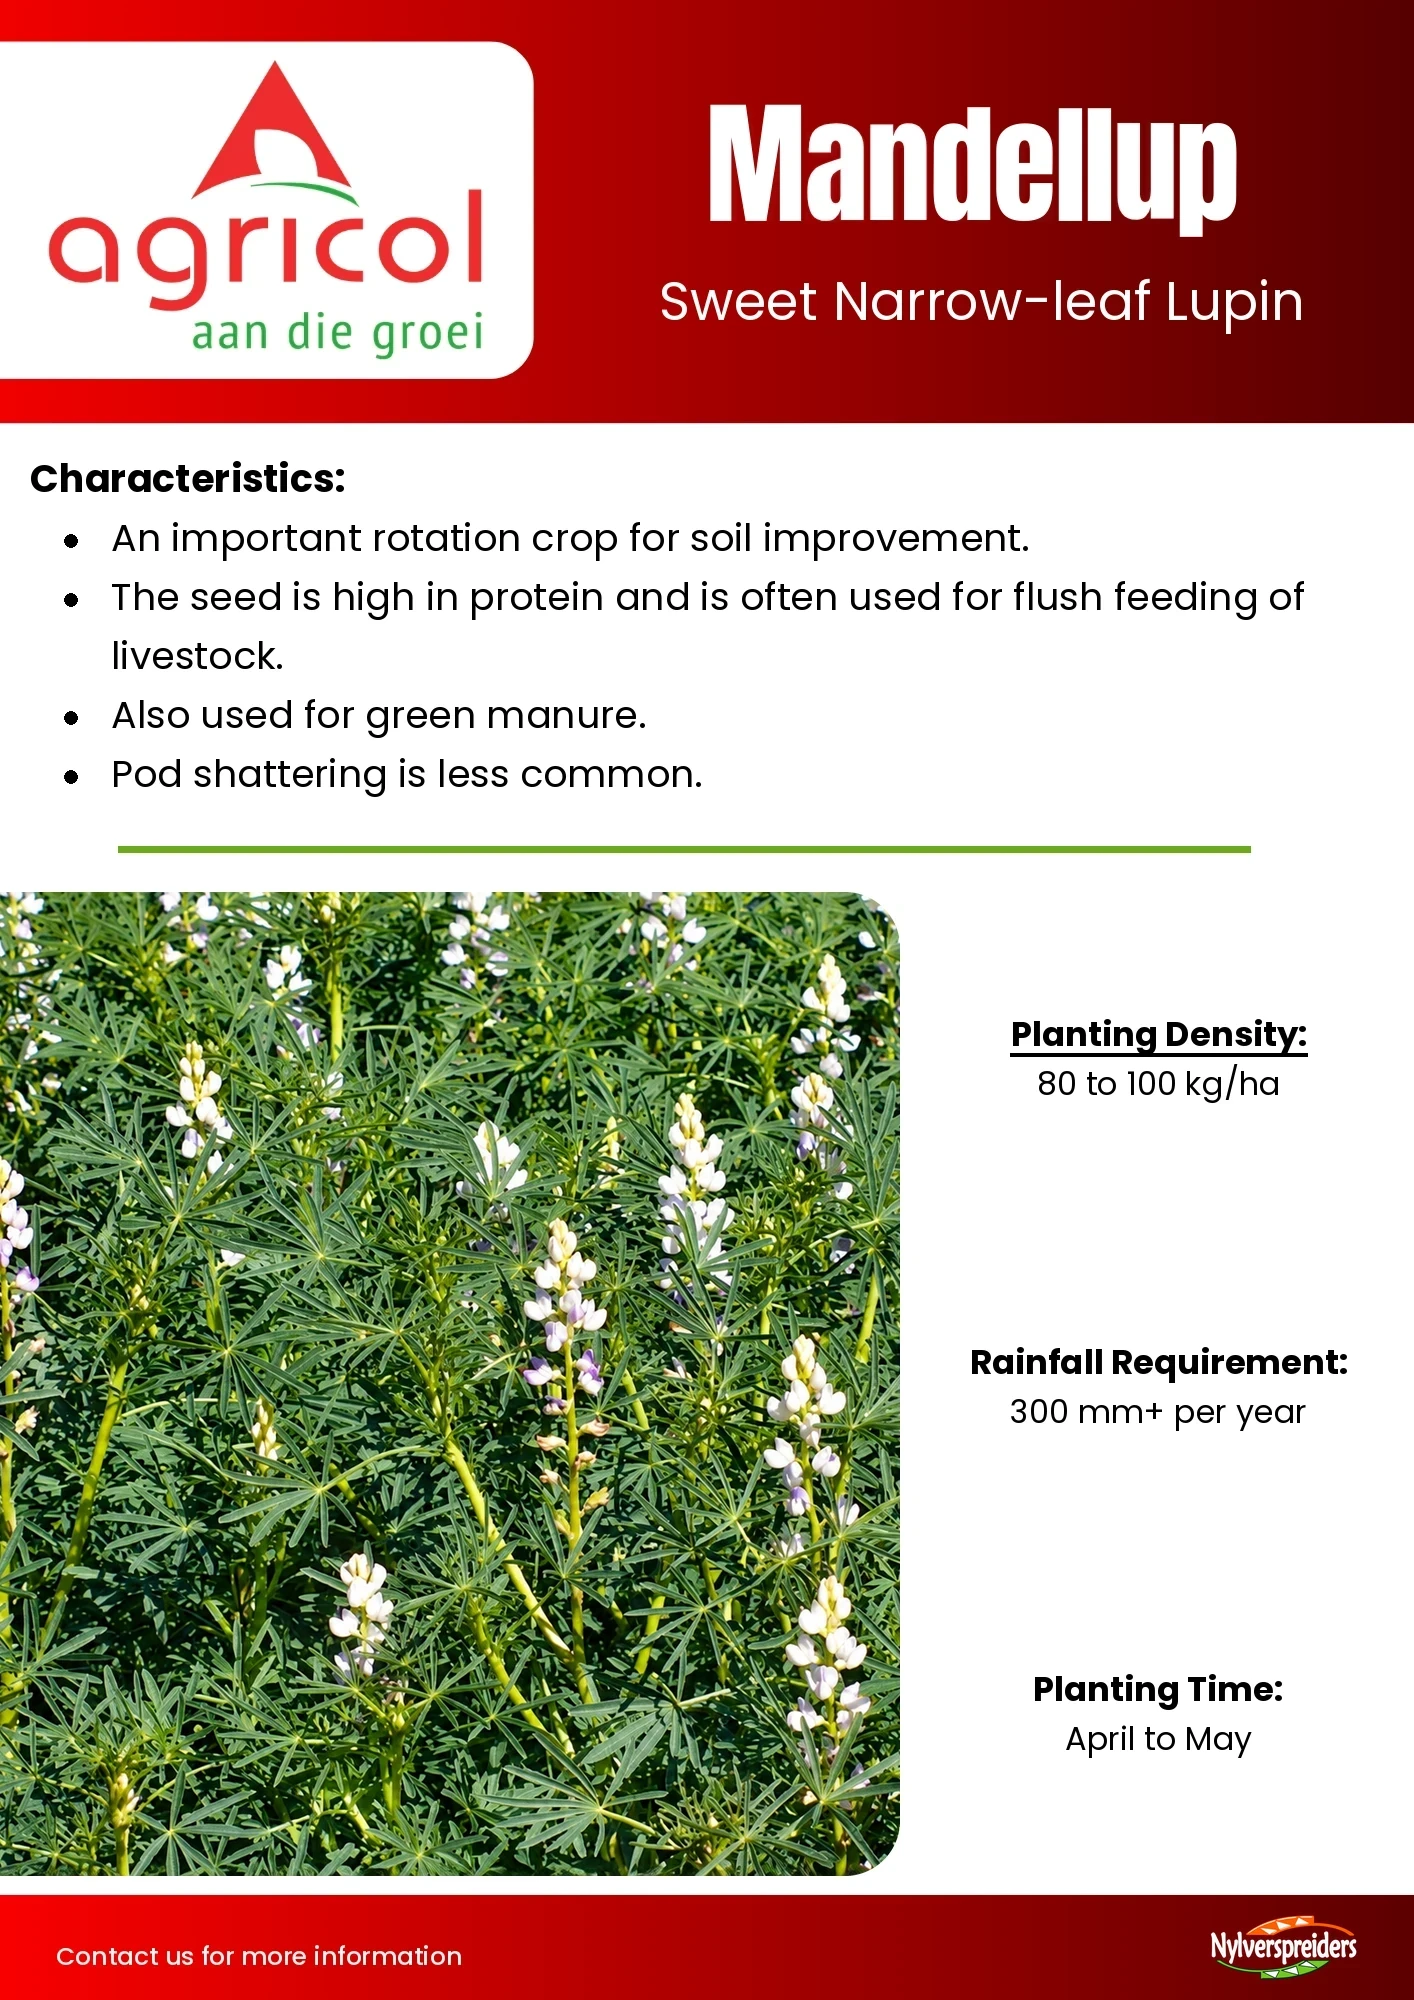 agricol
aan die groei
Mandellup
Sweet Narrow-leaf Lupin
Characteristics:
• An important rotation crop for soil improvement.
• The seed is high in protein and is often used for flush feeding of
livestock.
• Also used for green manure.
• Pod shattering is less common.
Planting Density:
80 to 100 kg/ha
Rainfall Requirement:
300 mm+ per year
Planting Time:
April to May
Contact us for more information
Nylverspreiders